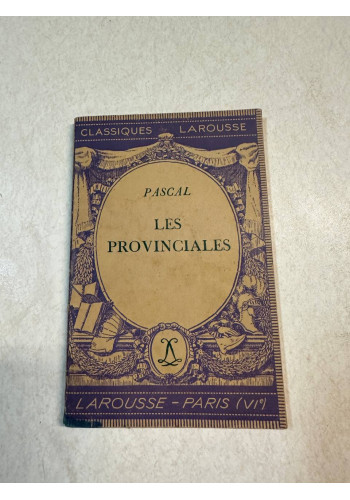 CLASSIQUES LAROUSSE
PASCAL
LES
PROVINCIALES
LAROUSSE - PARIS (VIᵉ)